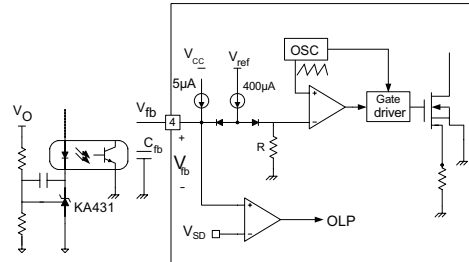 V_CC V_ref OSC
5µA 400µA
V_O V_fb 4 + + Gate driver
C_fb + - R
V_fb
-
KA431
+
V_SD - OLP